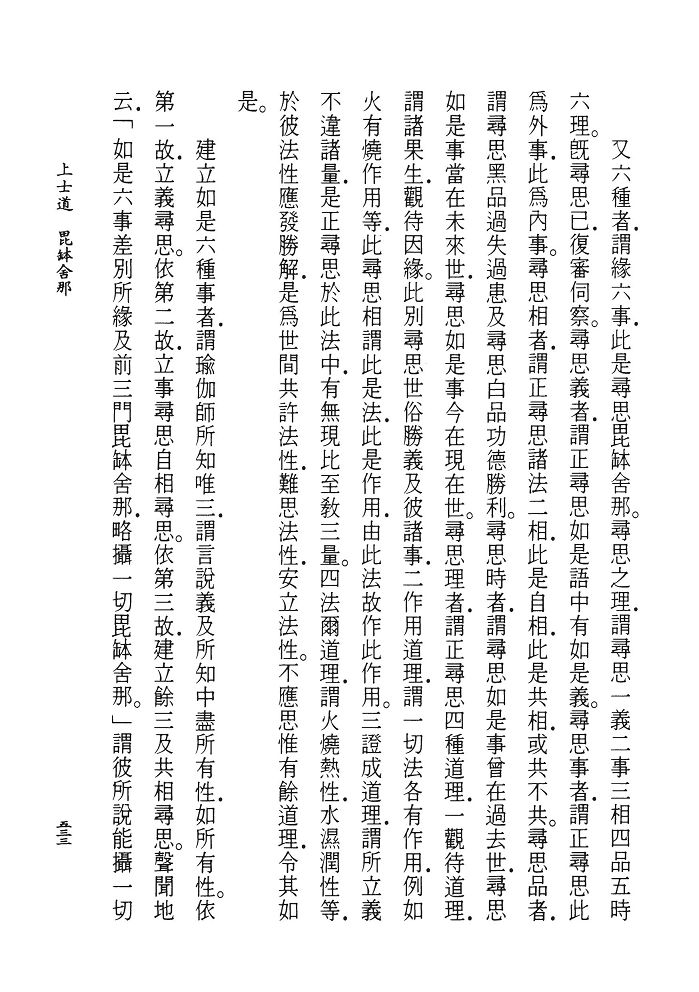 又六種者．謂緣六事．此是尋思毘缽舍那。尋思之理．謂尋思一義二事三相四品五時
六理。旣尋思已．復審伺察。尋思義者．謂正尋思如是語中有如是義。尋思事者．謂正尋思此
爲外事．此爲內事。尋思相者．謂正尋思諸法二相．此是自相．此是共相．或共不共。尋思品者．
謂尋思黑品過失過患及尋思白品功德勝利。尋思時者．謂尋思如是事曾在過去世．尋思
如是事當在未來世．尋思如是事今在現在世。尋思理者．謂正尋思四種道理．一觀待道理．
謂諸果生．觀待因緣。此別尋思世俗勝義及彼諸事．二作用道理．謂一切法各有作用．例如
火有燒作用等．此尋思相謂此是法．此是作用．由此法故作此作用。三證成道理．謂所立義
不違諸量．是正尋思於此法中．有無現比至敎三量。四法爾道理．謂火燒熱性．水濕潤性等．
於彼法性應發勝解．是爲世間共許法性．難思法性．安立法性。不應思惟有餘道理．令其如
是。
建立如是六種事者．謂瑜伽師所知唯三．謂言說義及所知中盡所有性．如所有性。依
第一故．立義尋思。依第二故．立事尋思自相尋思。依第三故．建立餘三及共相尋思。聲聞地
云．「如是六事差別所緣及前三門毘缽舍那．略攝一切毘缽舍那。」謂彼所說能攝一切
上士道　毘缽舍那
五三三